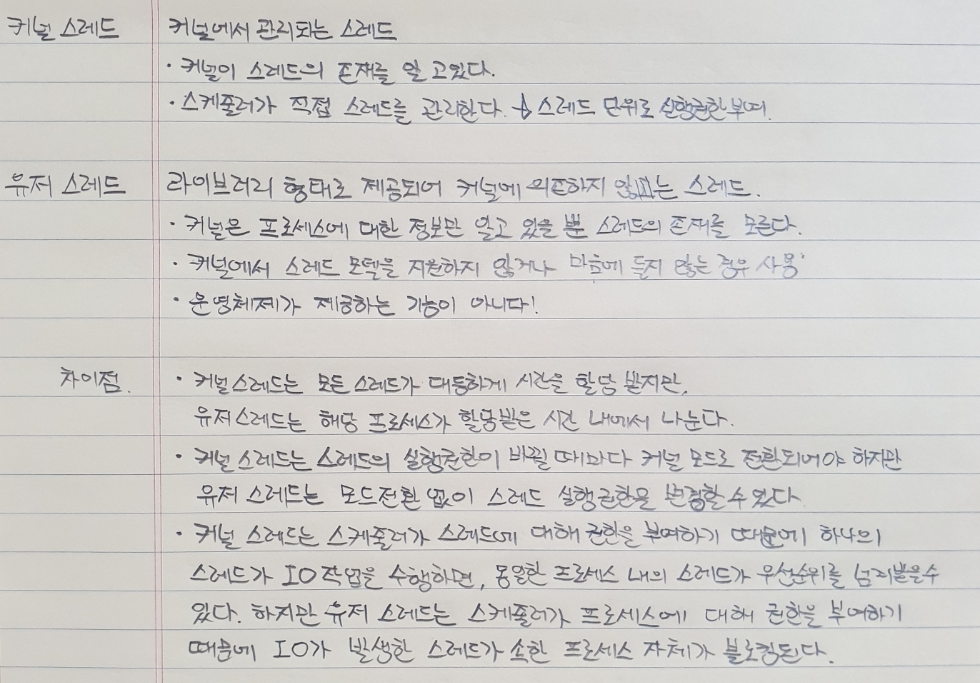 커널 스레드 커널에서 관리되는 스레드
· 커널이 스레드의 존재를 알고있다.
· 스케줄러가 직접 스레드를 관리한다. → 스레드 단위로 실행권한 부여.
유저 스레드 라이브러리 형태로 제공되어 커널에 의존하지 않는 스레드.
· 커널은 프로세스에 대한 정보만 알고 있을 뿐 스레드의 존재를 모른다.
· 커널에서 스레드 모델을 지원하지 않거나 마음에 들지 않는 경우 사용
· 운영체제가 제공하는 기능이 아니다!
차이점. · 커널스레드는 모든 스레드가 대등하게 시간을 할당 받지만,
유저스레드는 해당 프로세스가 할당받은 시간 내에서 나눈다.
· 커널 스레드는 스레드의 실행권한이 바뀔 때마다 커널 모드로 전환되어야 하지만
유저 스레드는 모드전환 없이 스레드 실행권한을 변경할 수 있다
· 커널 스레드는 스케줄러가 스레드에 대해 권한을 부여하기 때문에 하나의
스레드가 IO작업을 수행하면, 동일한 프로세스 내의 스레드가 우선순위를 넘겨받을수
있다. 하지만 유저 스레드는 스케줄러가 프로세스에 대해 권한을 부여하기
때문에 IO가 발생한 스레드가 속한 프로세스 자체가 블로킹된다.